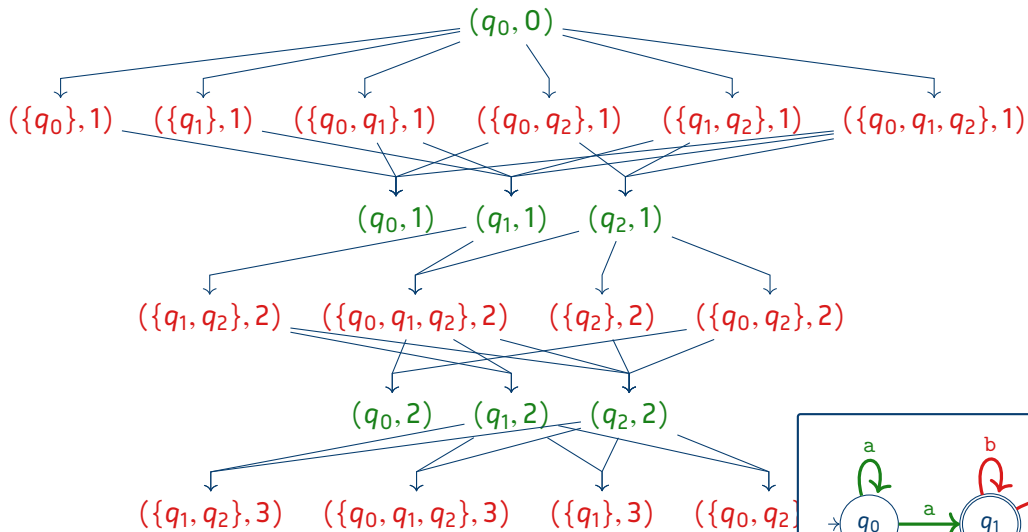 (q₀, 0)
({q₀}, 1) ({q₁}, 1) ({q₀, q₁}, 1) ({q₀, q₂}, 1) ({q₁, q₂}, 1) ({q₀, q₁, q₂}, 1)
(q₀, 1) (q₁, 1) (q₂, 1)
({q₁, q₂}, 2) ({q₀, q₁, q₂}, 2) ({q₂}, 2) ({q₀, q₂}, 2)
(q₀, 2) (q₁, 2) (q₂, 2)
a b
({q₁, q₂}, 3) ({q₀, q₁, q₂}, 3) ({q₁}, 3) ({q₀, q₂}
q₀ a q₁